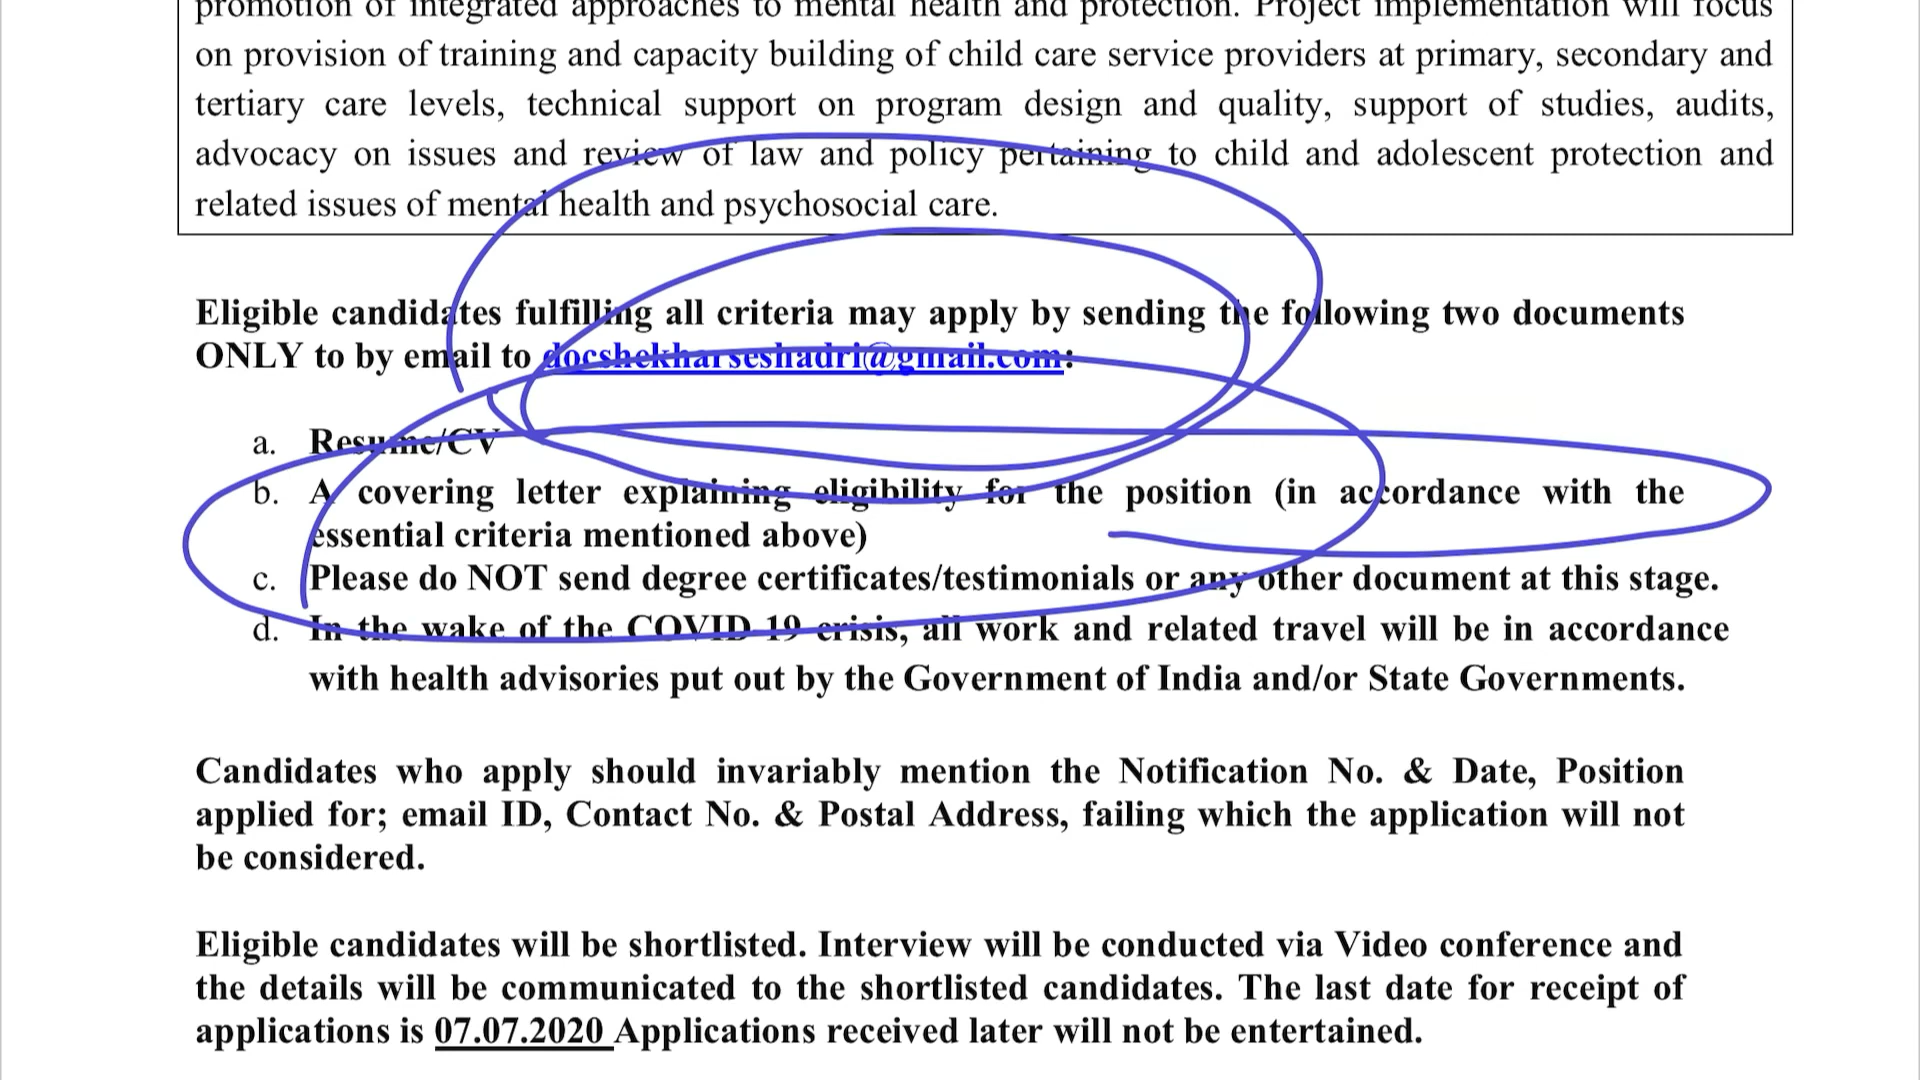 promotion of integrated approaches to mental health and protection. Project implementation will focus
on provision of training and capacity building of child care service providers at primary, secondary and
tertiary care levels, technical support on program design and quality, support of studies, audits,
advocacy on issues and review of law and policy pertaining to child and adolescent protection and
related issues of mental health and psychosocial care.
Eligible candidates fulfilling all criteria may apply by sending the following two documents
ONLY to by email to docshekharseshadri@gmail.com:
a. Resume/CV
b. A covering letter explaining eligibility for the position (in accordance with the
essential criteria mentioned above)
c. Please do NOT send degree certificates/testimonials or any other document at this stage.
d. In the wake of the COVID 19 crisis, all work and related travel will be in accordance
with health advisories put out by the Government of India and/or State Governments.
Candidates who apply should invariably mention the Notification No. & Date, Position
applied for; email ID, Contact No. & Postal Address, failing which the application will not
be considered.
Eligible candidates will be shortlisted. Interview will be conducted via Video conference and
the details will be communicated to the shortlisted candidates. The last date for receipt of
applications is 07.07.2020 Applications received later will not be entertained.